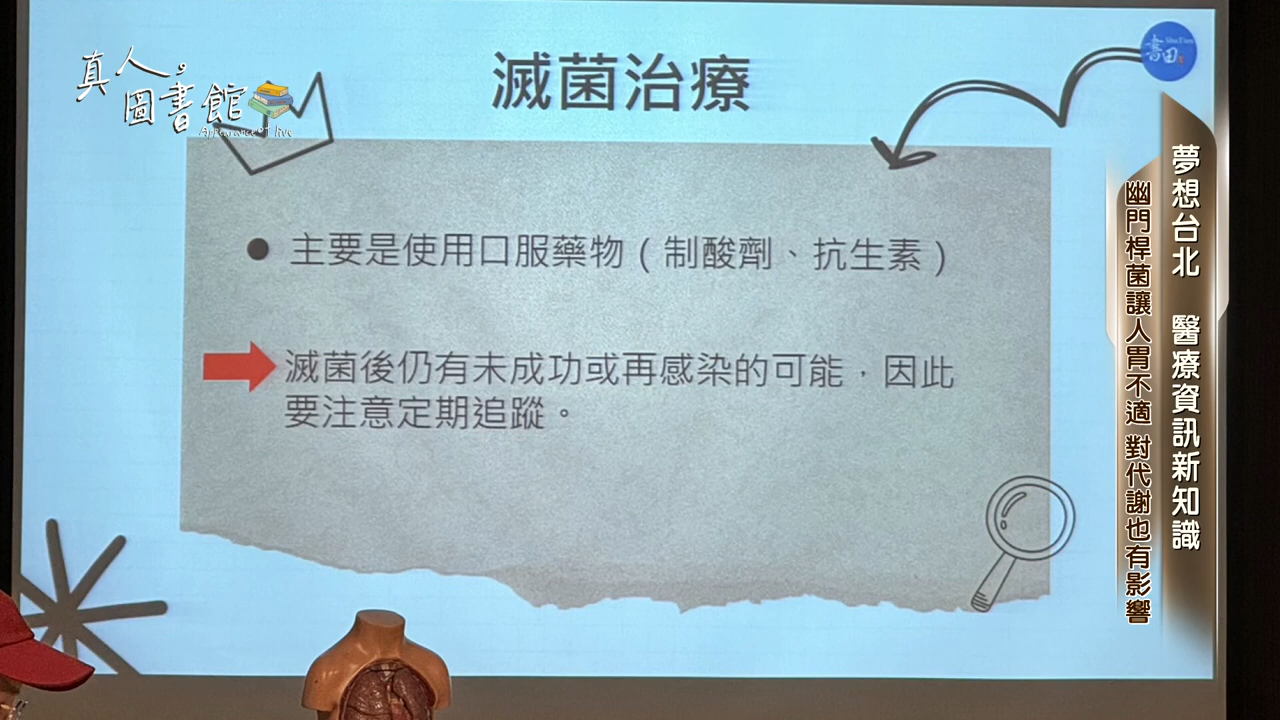 真人
圖書館
滅菌治療
書田
ShuTien
主要是使用口服藥物(制酸劑、抗生素)
滅菌後仍有未成功或再感染的可能,因此
要注意定期追蹤。
夢想台北 醫療資訊新知識
幽門桿菌讓人胃不適 對代謝也有影響